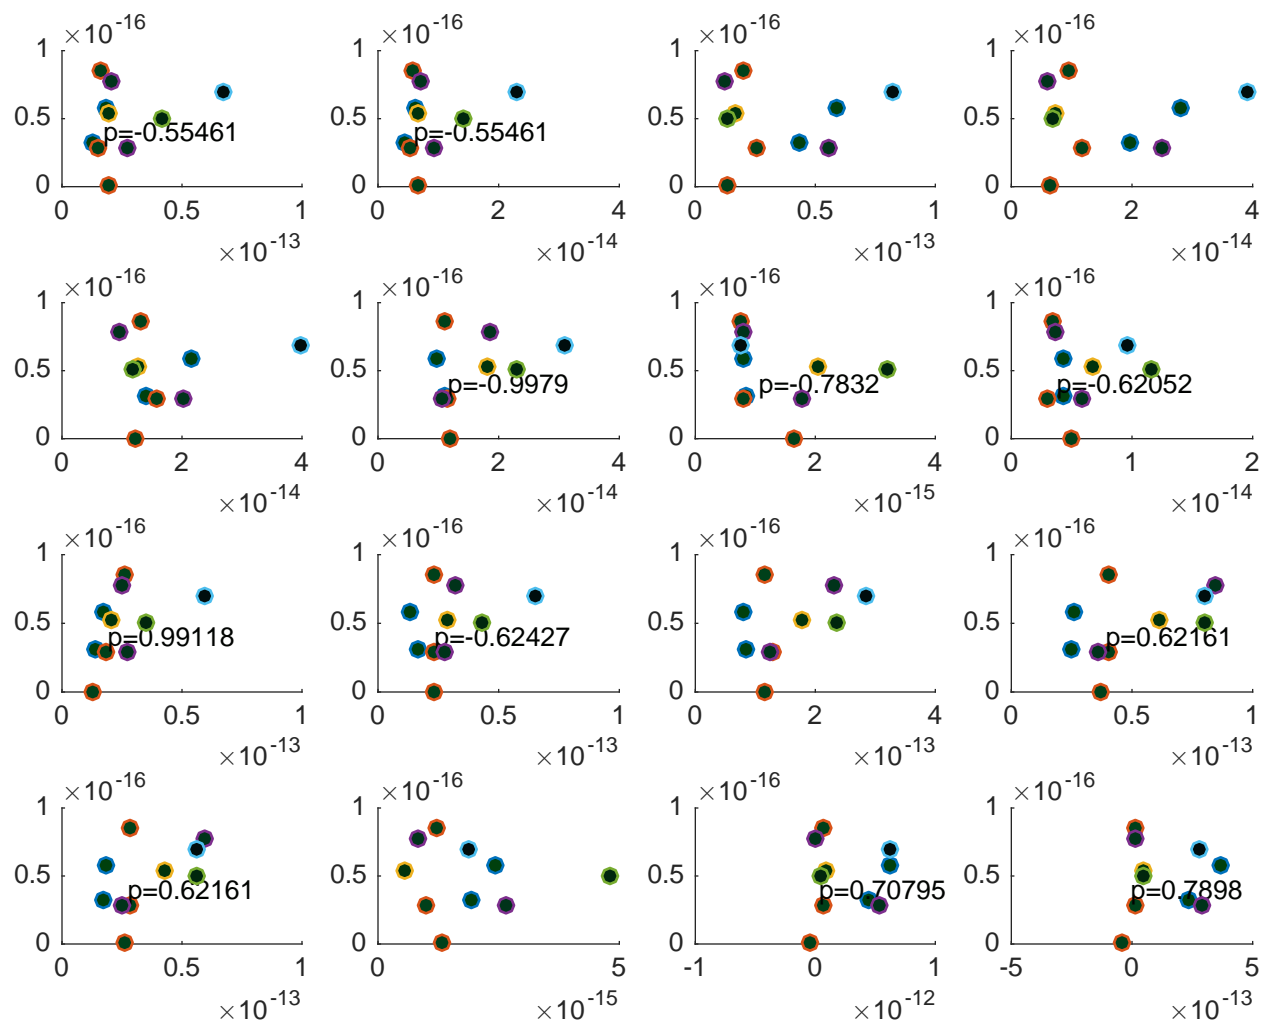 ×10-16 ×10-16 ×10-16 ×10-16
1 1 1 1
0.5 0.5 0.5 0.5
p=-0.55461 p=-0.55461
0 0 0 0
0 0.5 1 0 2 4 0 0.5 1 0 2 4
×10-13 ×10-14 ×10-13 ×10-14
×10-16 ×10-16 ×10-16 ×10-16
1 1 1 1
0.5 0.5 0.5 0.5
p=-0.9979 p=-0.7832 p=-0.62052
0 0 0 0
0 2 4 0 2 4 0 2 4 0 1 2
×10-14 ×10-14 ×10-15 ×10-14
×10-16 ×10-16 ×10-16 ×10-16
1 1 1 1
0.5 0.5 0.5 0.5
p=0.99118 p=-0.62427 p=0.62161
0 0 0 0
0 0.5 1 0 0.5 1 0 2 4 0 0.5 1
×10-13 ×10-13 ×10-13 ×10-13
×10-16 ×10-16 ×10-16 ×10-16
1 1 1 1
0.5 0.5 0.5 0.5
p=0.62161 p=0.70795 p=0.7898
0 0 0 0
0 0.5 1 0 5 -1 0 1 -5 0 5
×10-13 ×10-15 ×10-12 ×10-13